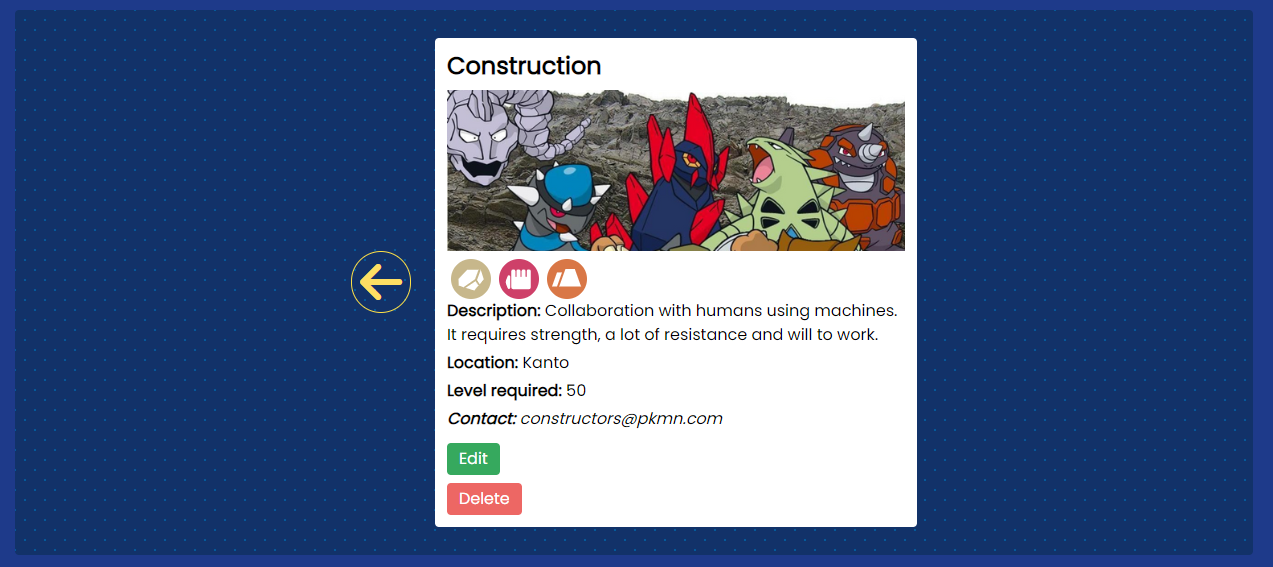 Construction
Description: Collaboration with humans using machines.
It requires strength, a lot of resistance and will to work.
Location: Kanto
Level required: 50
Contact: constructors@pkmn.com
Edit
Delete